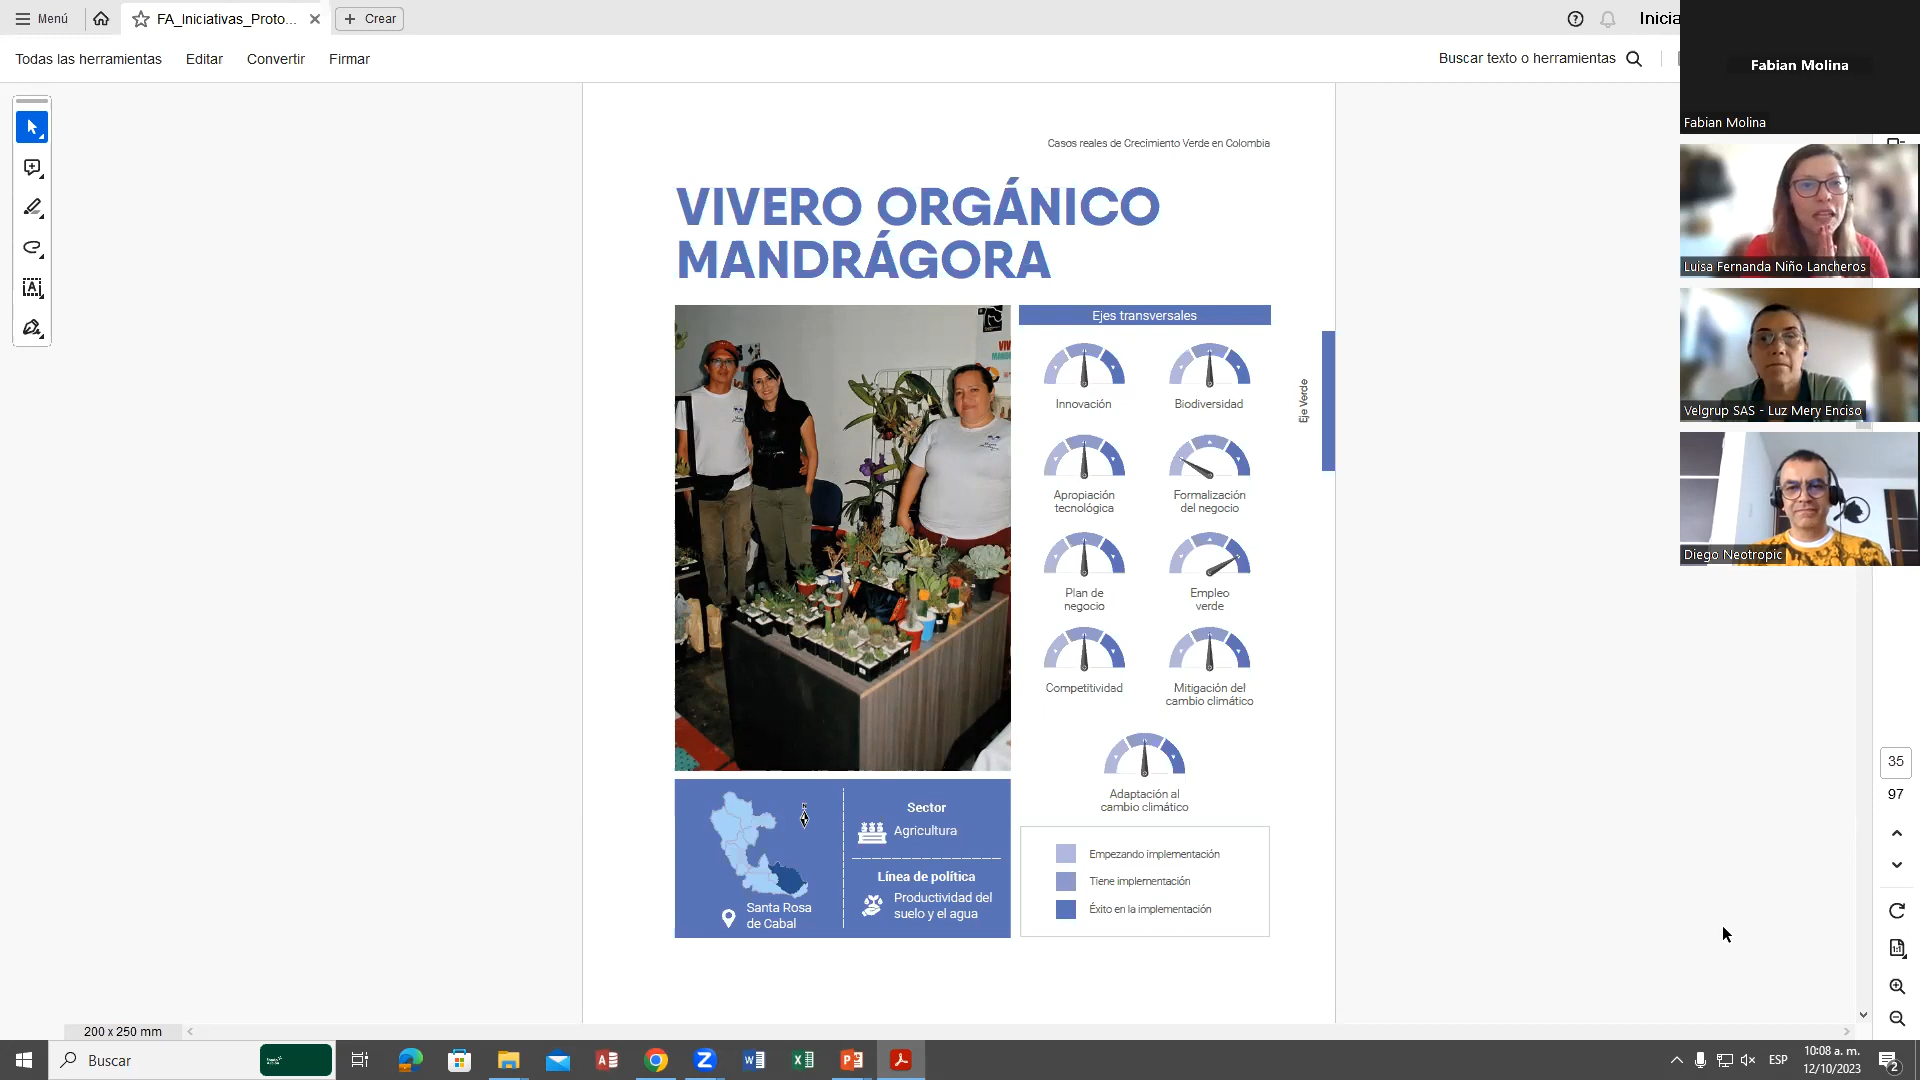 Menú
FA_Iniciativas_Proto...
Crear
Inicia
Todas las herramientas
Editar
Convertir
Firmar
Buscar texto o herramientas
Fabian Molina
Fabian Molina
Luisa Fernanda Niño Lancheros
Velgrup SAS - Luz Mery Enciso
Diego Neotropic
Casos reales de Crecimiento Verde en Colombia
VIVERO ORGÁNICO
MANDRÁGORA
Ejes transversales
Innovación
Biodiversidad
Apropiación
tecnológica
Formalización
del negocio
Plan de
negocio
Empleo
verde
Competitividad
Mitigación del
cambio climático
Adaptación al
cambio climático
Empezando implementación
Tiene implementación
Éxito en la implementación
Eje Verde
N
Santa Rosa
de Cabal
Sector
Agricultura
Línea de política
Productividad del
suelo y el agua
35
97
200 x 250 mm
Buscar
ESP
10:08 a. m.
12/10/2023
2